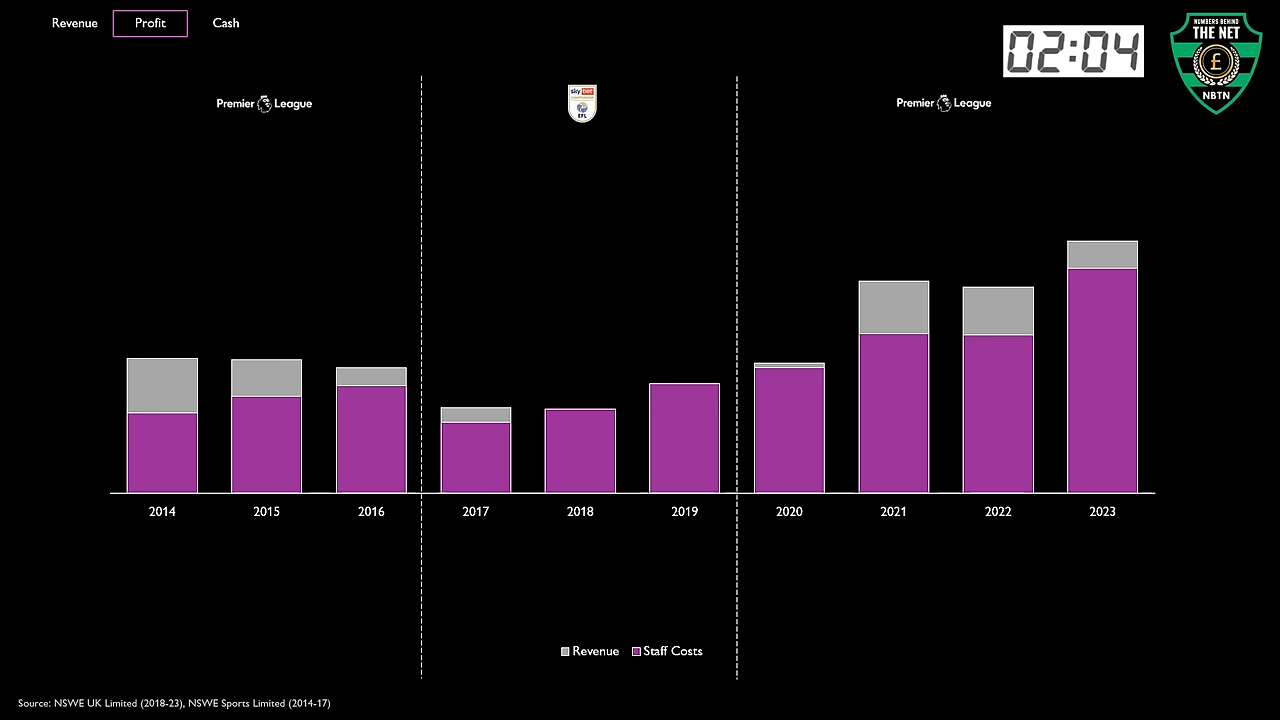 Revenue Profit Cash
02:04
NUMBERS BEHIND
THE NET
£
NBTN
Premier League
sky bet
EFL
Premier League
2014 2015 2016 2017 2018 2019 2020 2021 2022 2023
Revenue Staff Costs
Source: NSWE UK Limited (2018-23), NSWE Sports Limited (2014-17)